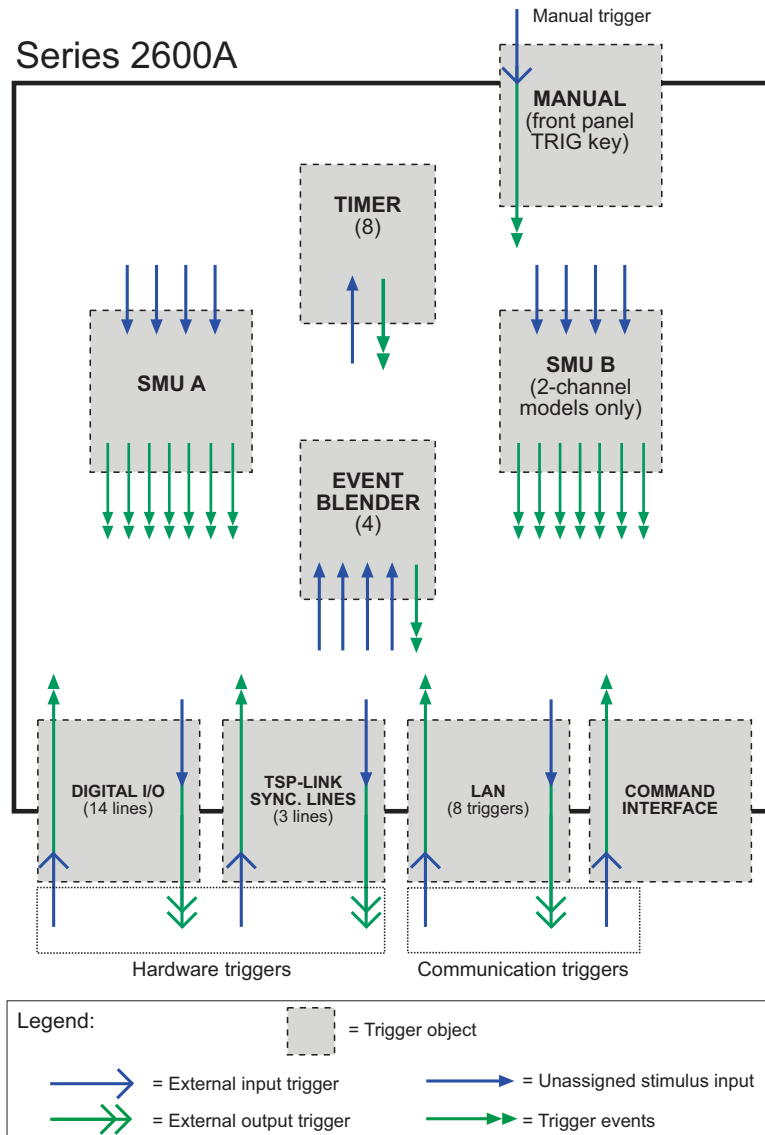 Manual trigger
Series 2600A
MANUAL
(front panel
TRIG key)
TIMER
(8)
SMU A
SMU B
(2-channel
models only)
EVENT
BLENDER
(4)
DIGITAL I/O
(14 lines)
TSP-LINK
SYNC. LINES
(3 lines)
LAN
(8 triggers)
COMMAND
INTERFACE
Hardware triggers
Communication triggers
Legend:
= Trigger object
= External input trigger
= Unassigned stimulus input
= External output trigger
= Trigger events